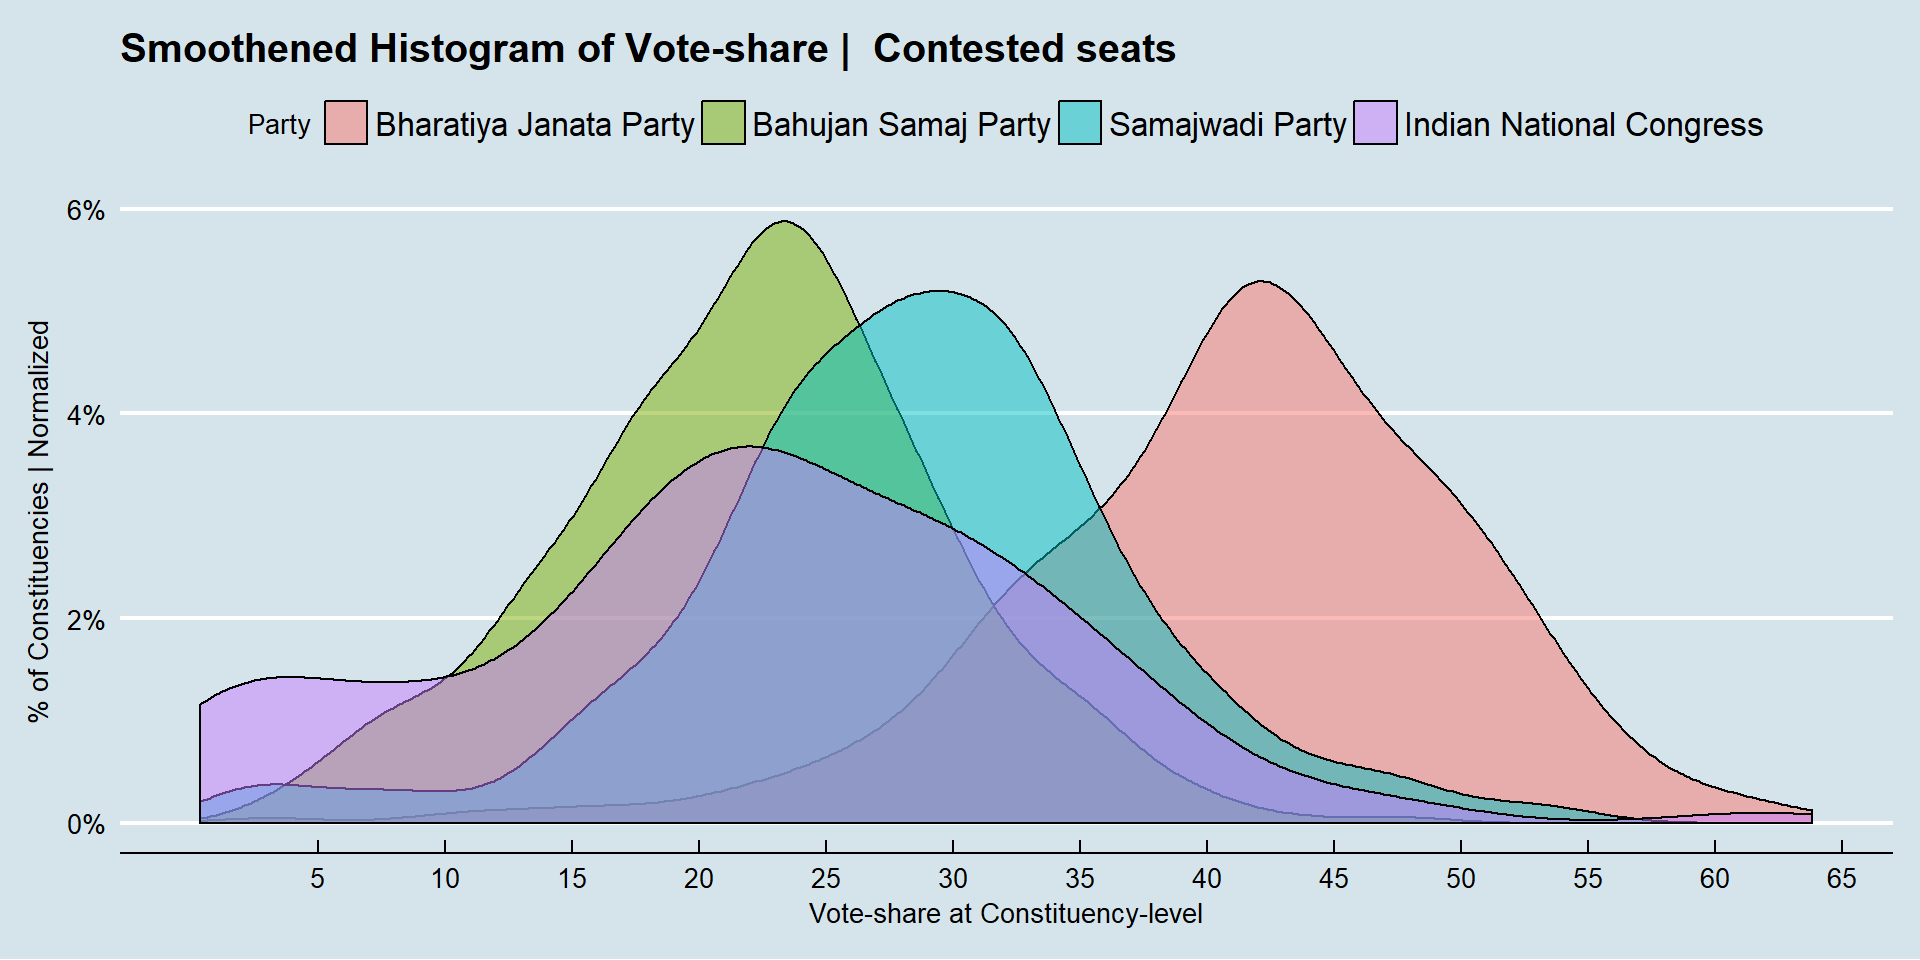 Smoothened Histogram of Vote-share |  Contested seats
Party Bharatiya Janata Party Bahujan Samaj Party Samajwadi Party Indian National Congress
6%
4%
2%
0%
% of Constituencies | Normalized
5 10 15 20 25 30 35 40 45 50 55 60 65
Vote-share at Constituency-level